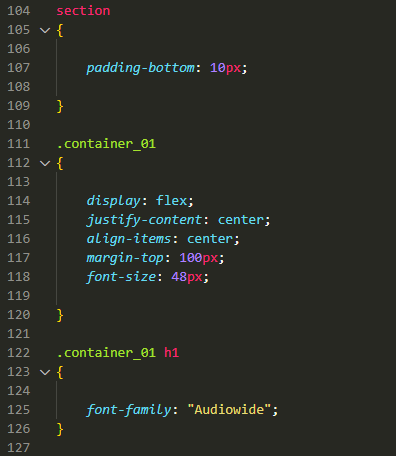 104 section
105 {
106
107 padding-bottom: 10px;
108
109 }
110
111 .container_01
112 {
113
114 display: flex;
115 justify-content: center;
116 align-items: center;
117 margin-top: 100px;
118 font-size: 48px;
119
120 }
121
122 .container_01 h1
123 {
124
125 font-family: "Audiowide";
126 }
127